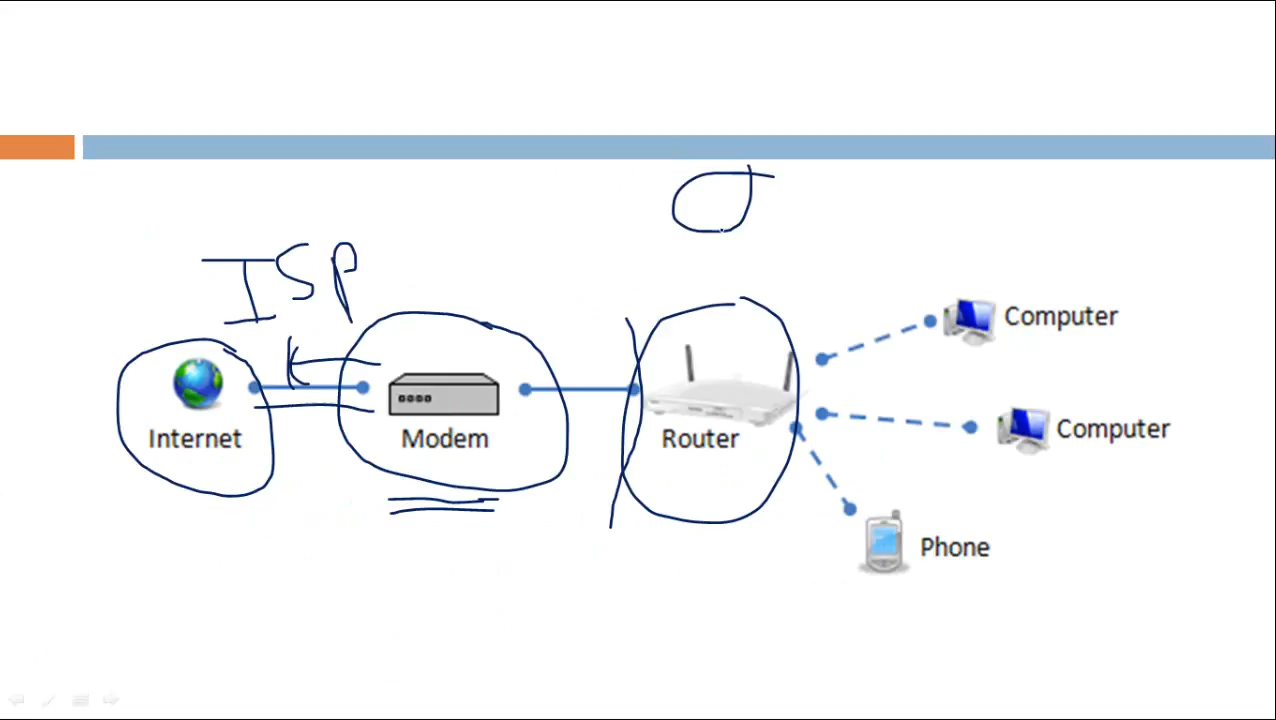 ISP
Computer
Internet
Modem
Router
Computer
Phone